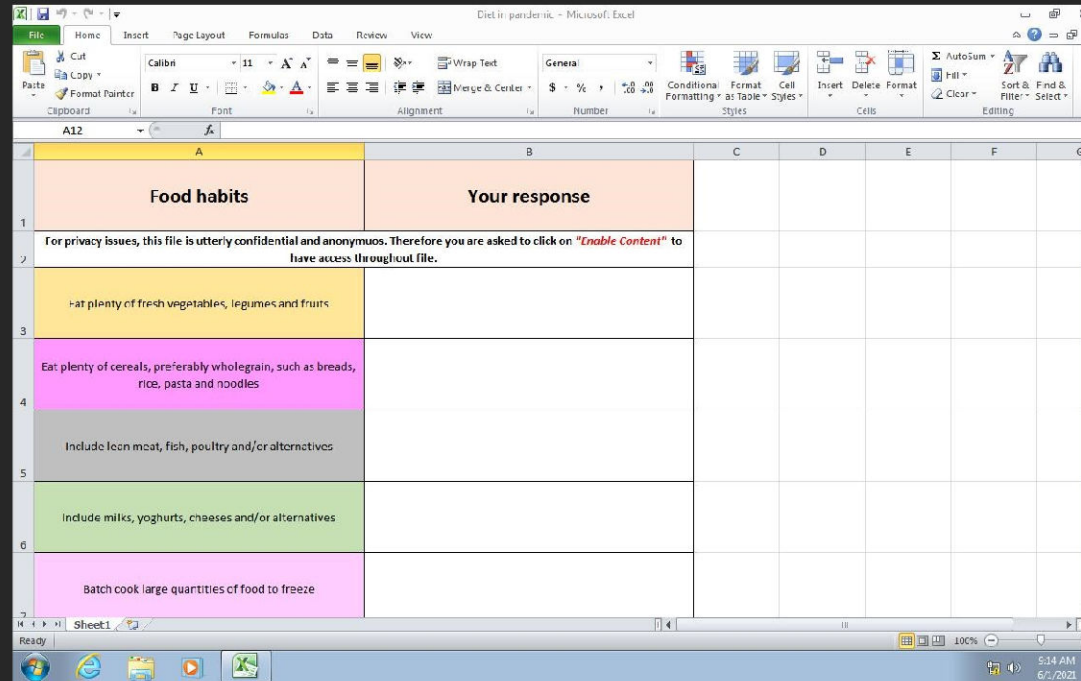 Diet in pandemic - Microsoft Excel
File Home Insert Page Layout Formulas Data Review View
Cut
Copy
Format Painter
Paste
Clipboard
Calibri 11 A A
B I U A
Font
Wrap Text
Merge & Center
Alignment
General
$ % , .0 .00 .00 .0
Number
Conditional Formatting
Format as Table
Cell Styles
Styles
Insert Delete Format
Cells
AutoSum
Fill
Clear
Sort & Filter
Find & Select
Editing
A12 fx
A B C D E F G
1 Food habits Your response
2 For privacy issues, this file is utterly confidential and anonymuos. Therefore you are asked to click on "Enable Content" to
have access throughout file.
3 Eat plenty of fresh vegetables, legumes and fruits
4 Eat plenty of cereals, preferably wholegrain, such as breads,
rice, pasta and noodles
5 Include lean meat, fish, poultry and/or alternatives
6 Include milks, yoghurts, cheeses and/or alternatives
7 Batch cook large quantities of food to freeze
Sheet1
Ready 100%
9:14 AM
6/1/2021